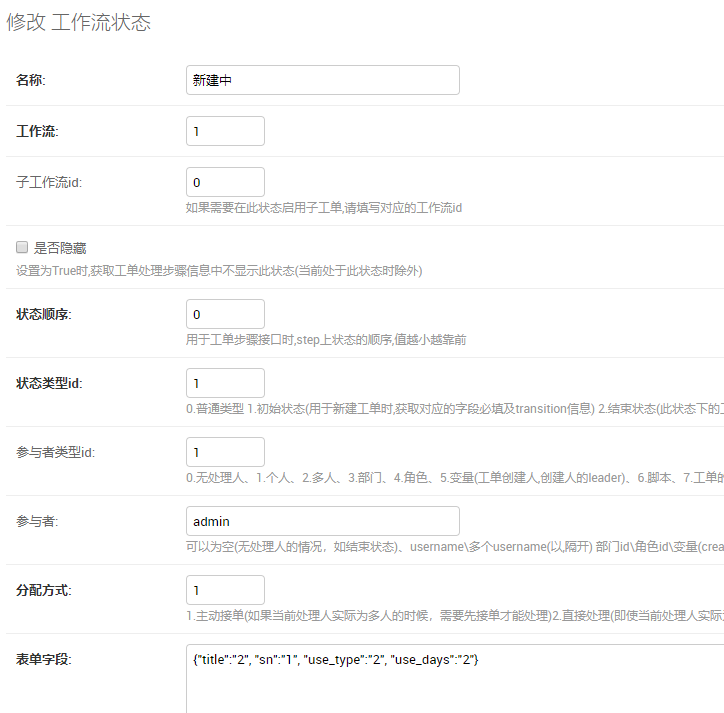 修改 工作流状态
名称: 新建中
工作流: 1
子工作流id: 0
如果需要在此状态启用子工单,请填写对应的工作流id
是否隐藏
设置为True时,获取工单处理步骤信息中不显示此状态(当前处于此状态时除外)
状态顺序: 0
用于工单步骤接口时,step上状态的顺序,值越小越靠前
状态类型id: 1
0.普通类型 1.初始状态(用于新建工单时,获取对应的字段必填及transition信息) 2.结束状态(此状态下的工
参与者类型id: 1
0.无处理人、1.个人、2.多人、3.部门、4.角色、5.变量(工单创建人,创建人的leader)、6.脚本、7.工单的
参与者: admin
可以为空(无处理人的情况，如结束状态)、username\多个username(以,隔开) 部门id\角色id\变量(crea
分配方式: 1
1.主动接单(如果当前处理人实际为多人的时候，需要先接单才能处理)2.直接处理(即使当前处理人实际为
表单字段: {"title":"2", "sn":"1", "use_type":"2", "use_days":"2"}